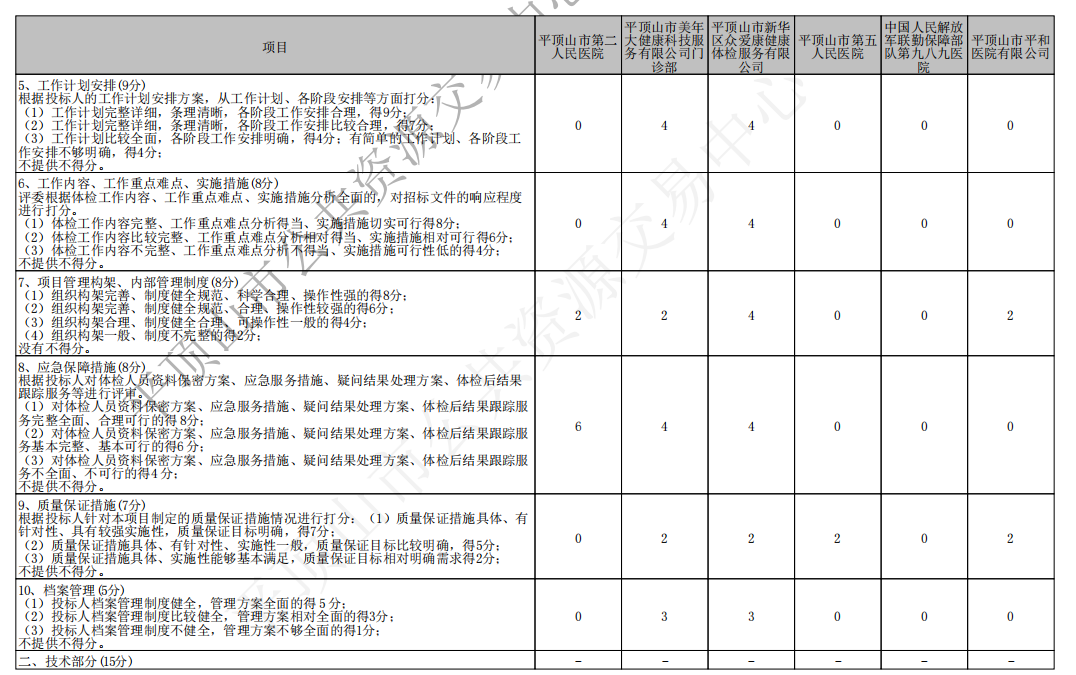 项目
平顶山市第二
人民医院
平顶山市美年
大健康科技服
务有限公司门
诊部
平顶山市新华
区众爱康健康
体检服务有限
公司
平顶山市第五
人民医院
中国人民解放
军联勤保障部
队第九八九医
院
平顶山市平和
医院有限公司
5、工作计划安排(9分)
根据投标人的工作计划安排方案，从工作计划、各阶段安排等方面打分：
（1）工作计划完整详细，条理清晰，各阶段工作安排合理，得9分；
（2）工作计划完整详细，条理清晰，各阶段工作安排比较合理，得7分；
（3）工作计划比较全面，各阶段工作安排明确，得4分；有简单的工作计划、各阶段工
作安排不够明确，得4分；
不提供不得分。
0 4 4 0 0 0
6、工作内容、工作重点难点、实施措施(8分)
评委根据体检工作内容、工作重点难点、实施措施分析全面的，对招标文件的响应程度
进行打分。
（1）体检工作内容完整、工作重点难点分析得当、实施措施切实可行得8分；
（2）体检工作内容比较完整、工作重点难点分析相对得当、实施措施相对可行得6分；
（3）体检工作内容不完整、工作重点难点分析不得当、实施措施可行性低的得4分；
不提供不得分。
0 4 4 0 0 0
7、项目管理构架、内部管理制度(8分)
（1）组织构架完善、制度健全规范、科学合理、操作性强的得8分；
（2）组织构架完善、制度健全规范、合理、操作性较强的得6分；
（3）组织构架合理、制度健全合理、可操作性一般的得4分；
（4）组织构架一般、制度不完整的得2分；
没有不得分。
2 2 4 0 0 2
8、应急保障措施(8分)
根据投标人对体检人员资料保密方案、应急服务措施、疑问结果处理方案、体检后结果
跟踪服务等进行评审。
（1）对体检人员资料保密方案、应急服务措施、疑问结果处理方案、体检后结果跟踪服
务完整全面、合理可行的得8分；
（2）对体检人员资料保密方案、应急服务措施、疑问结果处理方案、体检后结果跟踪服
务基本完整、基本可行的得6分；
（3）对体检人员资料保密方案、应急服务措施、疑问结果处理方案、体检后结果跟踪服
务不全面、不可行的得4分；
不提供不得分。
6 4 4 0 0 0
9、质量保证措施(7分)
根据投标人针对本项目制定的质量保证措施情况进行打分：（1）质量保证措施具体、有
针对性、具有较强实施性，质量保证目标明确，得7分；
（2）质量保证措施具体、有针对性、实施性一般，质量保证目标比较明确，得5分；
（3）质量保证措施具体、实施性能够基本满足，质量保证目标相对明确需求得2分；
不提供不得分。
0 2 2 2 0 2
10、档案管理(5分)
（1）投标人档案管理制度健全，管理方案全面的得５分；
（2）投标人档案管理制度比较健全，管理方案相对全面的得3分；
（3）投标人档案管理制度不健全，管理方案不够全面的得1分；
不提供不得分。
0 3 3 0 0 0
二、技术部分(15分)
- - - - - -
平顶山市公共资源交易中心
平顶山市公共资源交易中心